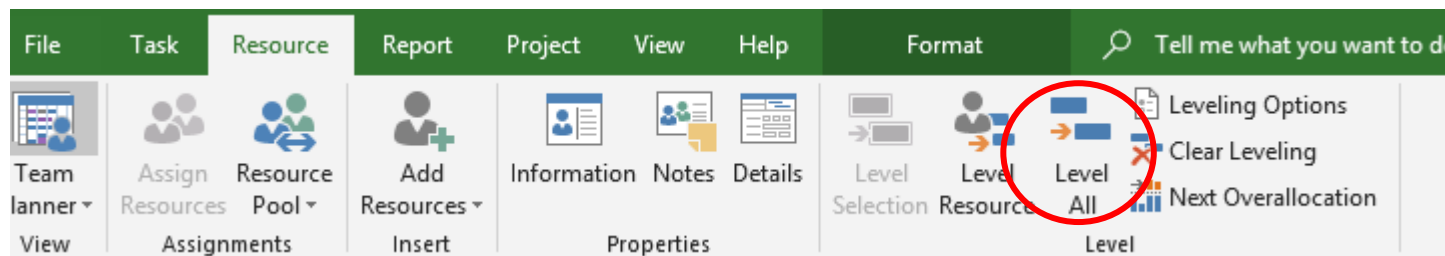 File Task Resource Report Project View Help Format Tell me what you want to d
Team
lanner
Assign
Resources
Resource
Pool
Add
Resources
Information
Notes
Details
Level
Selection
Level
Resource
Level
All
Leveling Options
Clear Leveling
Next Overallocation
View Assignments Insert Properties Level